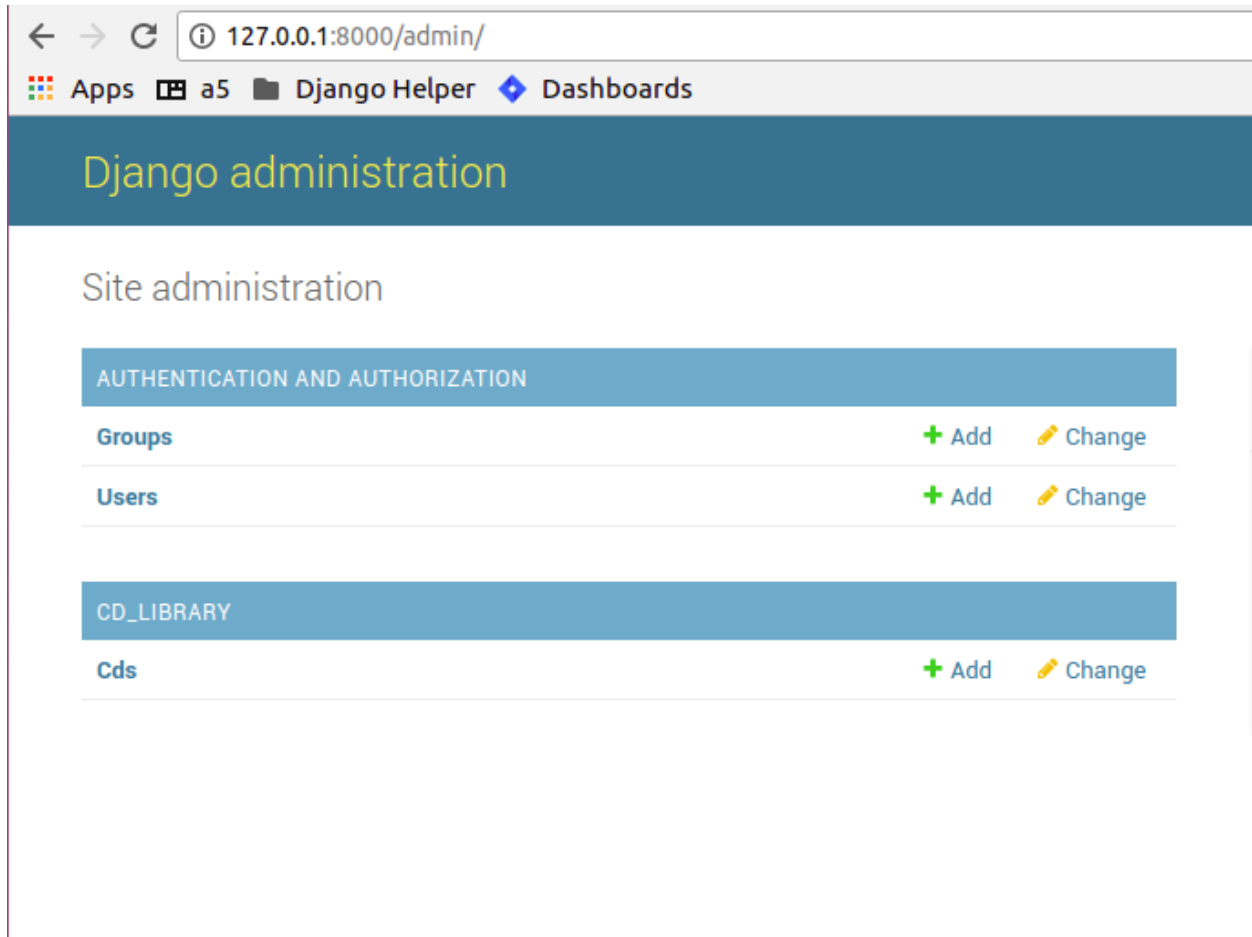 127.0.0.1:8000/admin/
Apps a5 Django Helper Dashboards
Django administration
Site administration
AUTHENTICATION AND AUTHORIZATION
Groups Add Change
Users Add Change
CD_LIBRARY
Cds Add Change